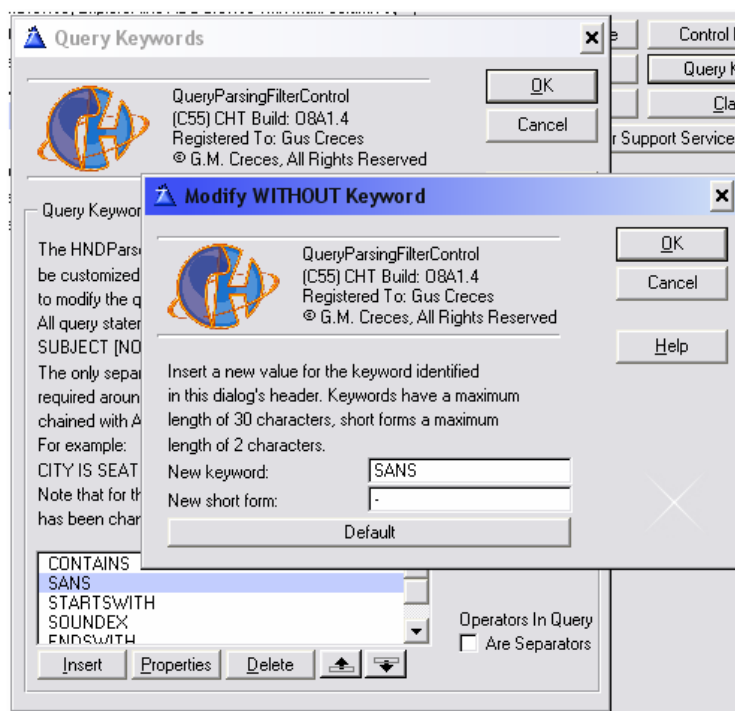 Query Keywords
QueryParsingFilterControl
(C55) CHT Build: 08A1.4
Registered To: Gus Creces
© G.M. Creces, All Rights Reserved
OK
Cancel
Control
Query K
Cla
r Support Service
Query Keywor
The HNDPars
be customized
to modify the q
All query stater
SUBJECT [NO
The only separ
required aroun
chained with A
For example:
CITY IS SEAT
Note that for th
has been char
Modify WITHOUT Keyword
QueryParsingFilterControl
(C55) CHT Build: 08A1.4
Registered To: Gus Creces
© G.M. Creces, All Rights Reserved
OK
Cancel
Help
Insert a new value for the keyword identified
in this dialog's header. Keywords have a maximum
length of 30 characters, short forms a maximum
length of 2 characters.
New keyword: SANS
New short form: -
Default
CONTAINS
SANS
STARTSWITH
SOUNDEX
ENDSWITH
Operators In Query
Are Separators
Insert Properties Delete